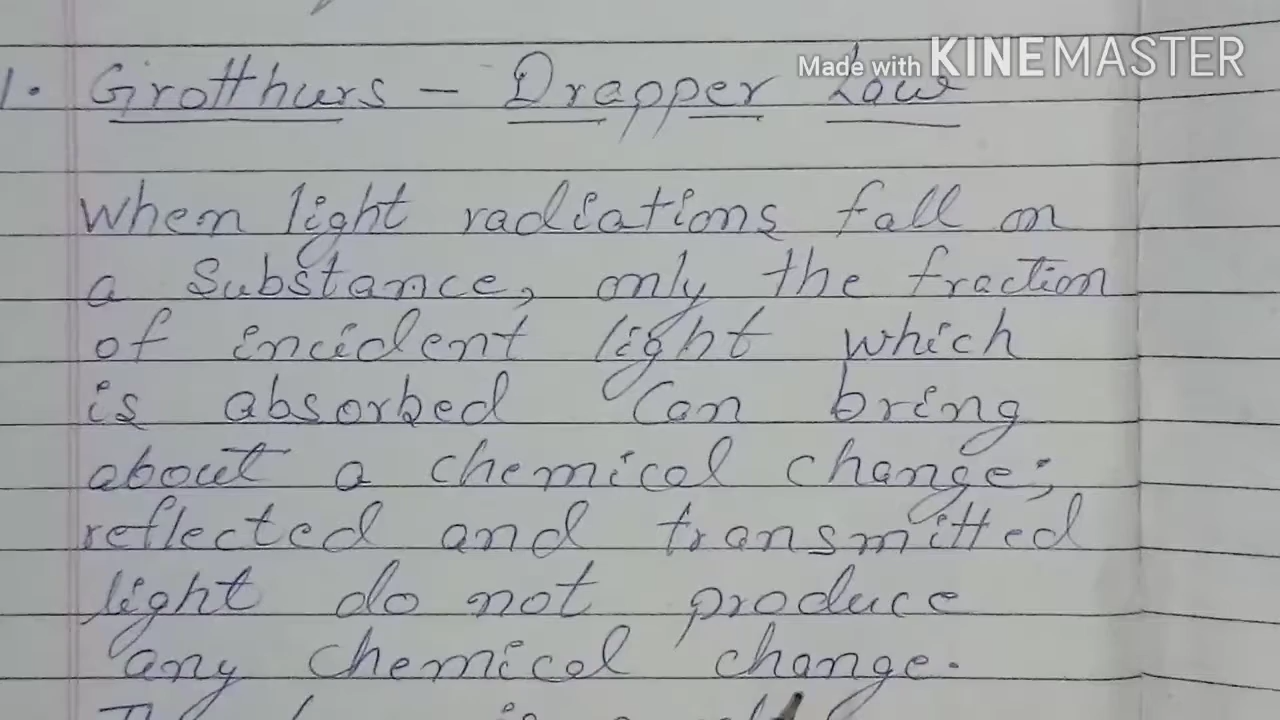 Made with KINEMASTER
1. Grotthurs - Drapper Law
When light radiations fall on
a Substance, only the fraction
of incident light which
is absorbed Can bring
about a chemical change;
reflected and transmitted
light do not produce
any chemical change.